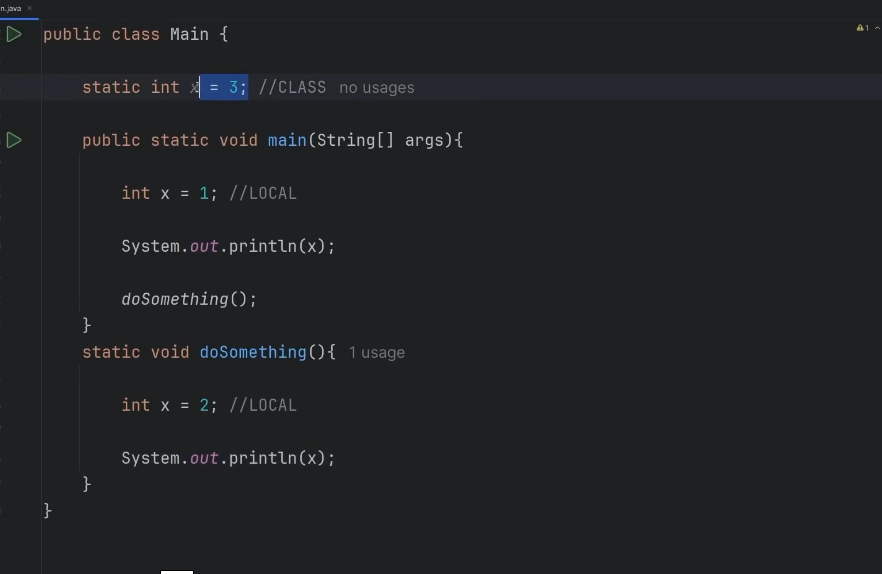 n.java
public class Main {
1
static int x = 3; //CLASS no usages
public static void main(String[] args){
int x = 1; //LOCAL
System.out.println(x);
doSomething();
}
static void doSomething(){ 1 usage
int x = 2; //LOCAL
System.out.println(x);
}
}